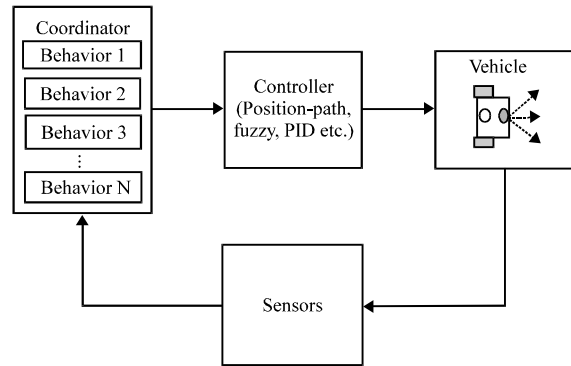 Coordinator
Behavior 1
Behavior 2
Behavior 3
⋮
Behavior N
Controller
(Position-path,
fuzzy, PID etc.)
Vehicle
Sensors